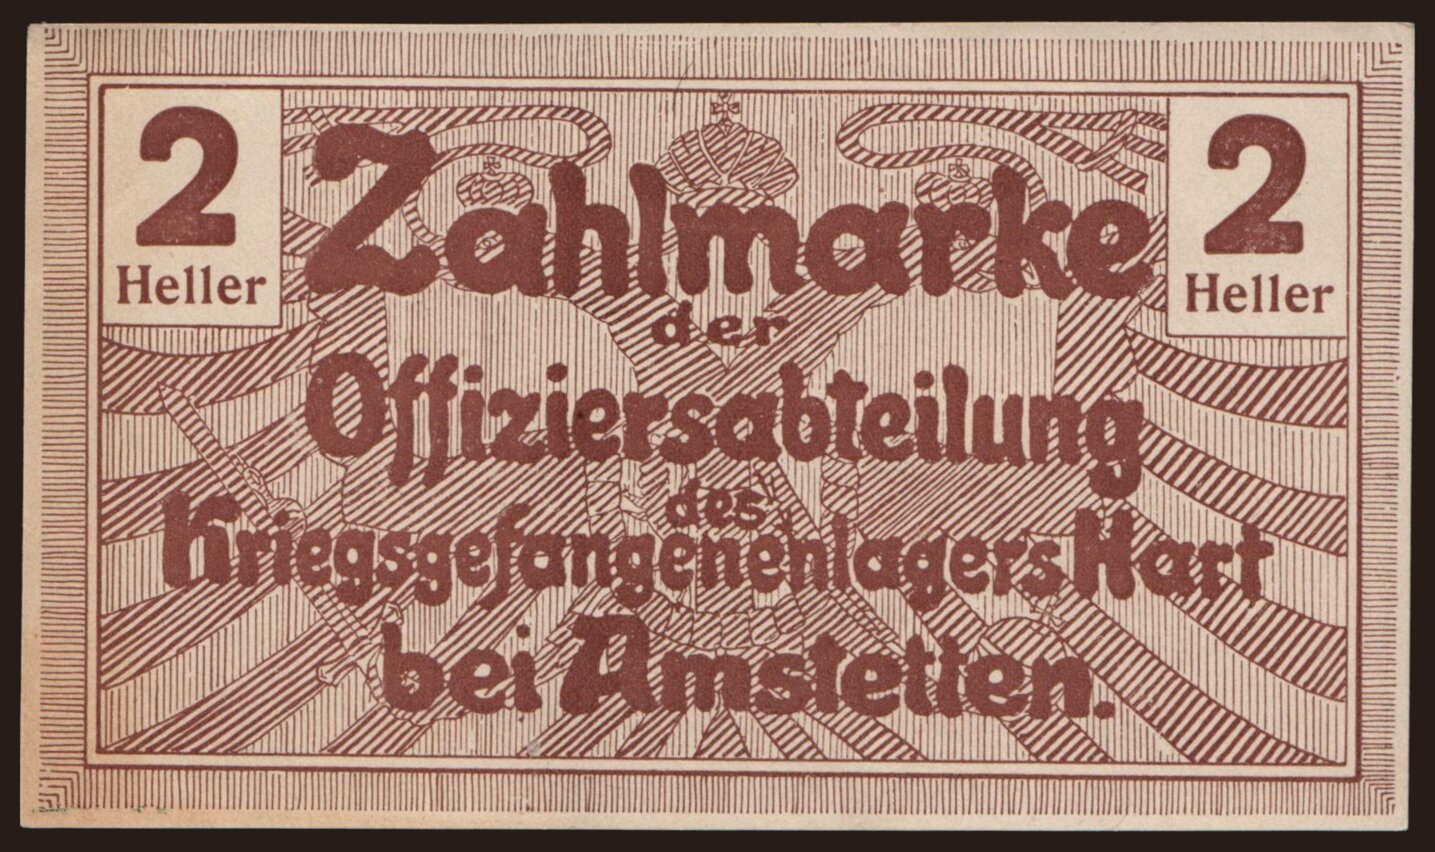 2
Heller
2
Heller
Zahlmarke
der
Offiziersabteilung
des
Kriegsgefangenenlagers Hart
bei Amstetten.